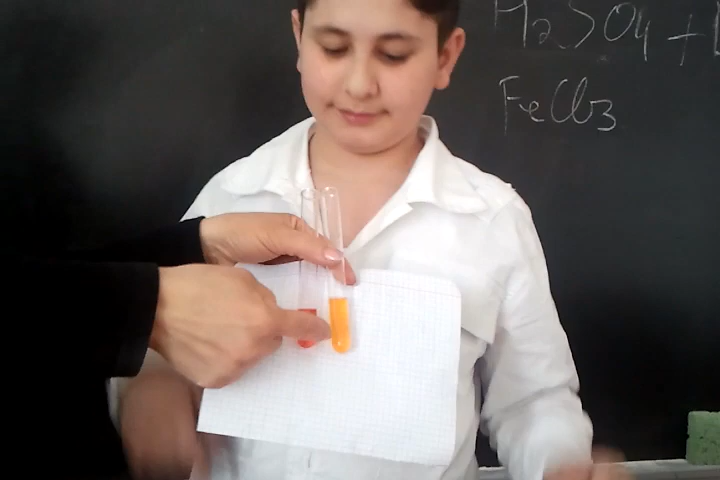 H₂SO₄ +
FeCl₃